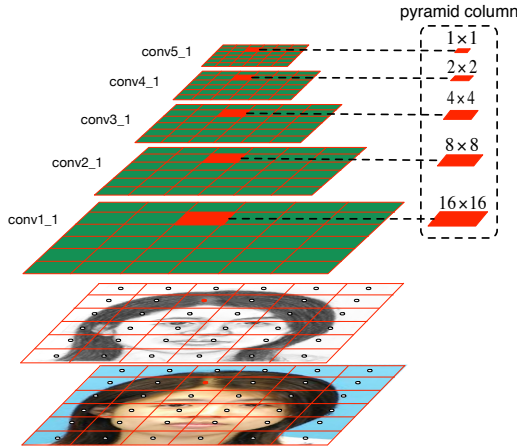 pyramid column
conv5_1
1×1
conv4_1
2×2
conv3_1
4×4
conv2_1
8×8
conv1_1
16×16